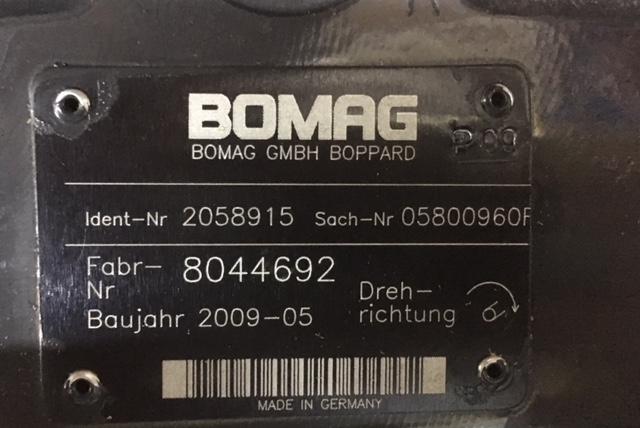 BOMAG
BOMAG GMBH BOPPARD
Ident-Nr 2058915 Sach-Nr 05800960F
Fabr-Nr 8044692
Baujahr 2009-05 Dreh-richtung
MADE IN GERMANY